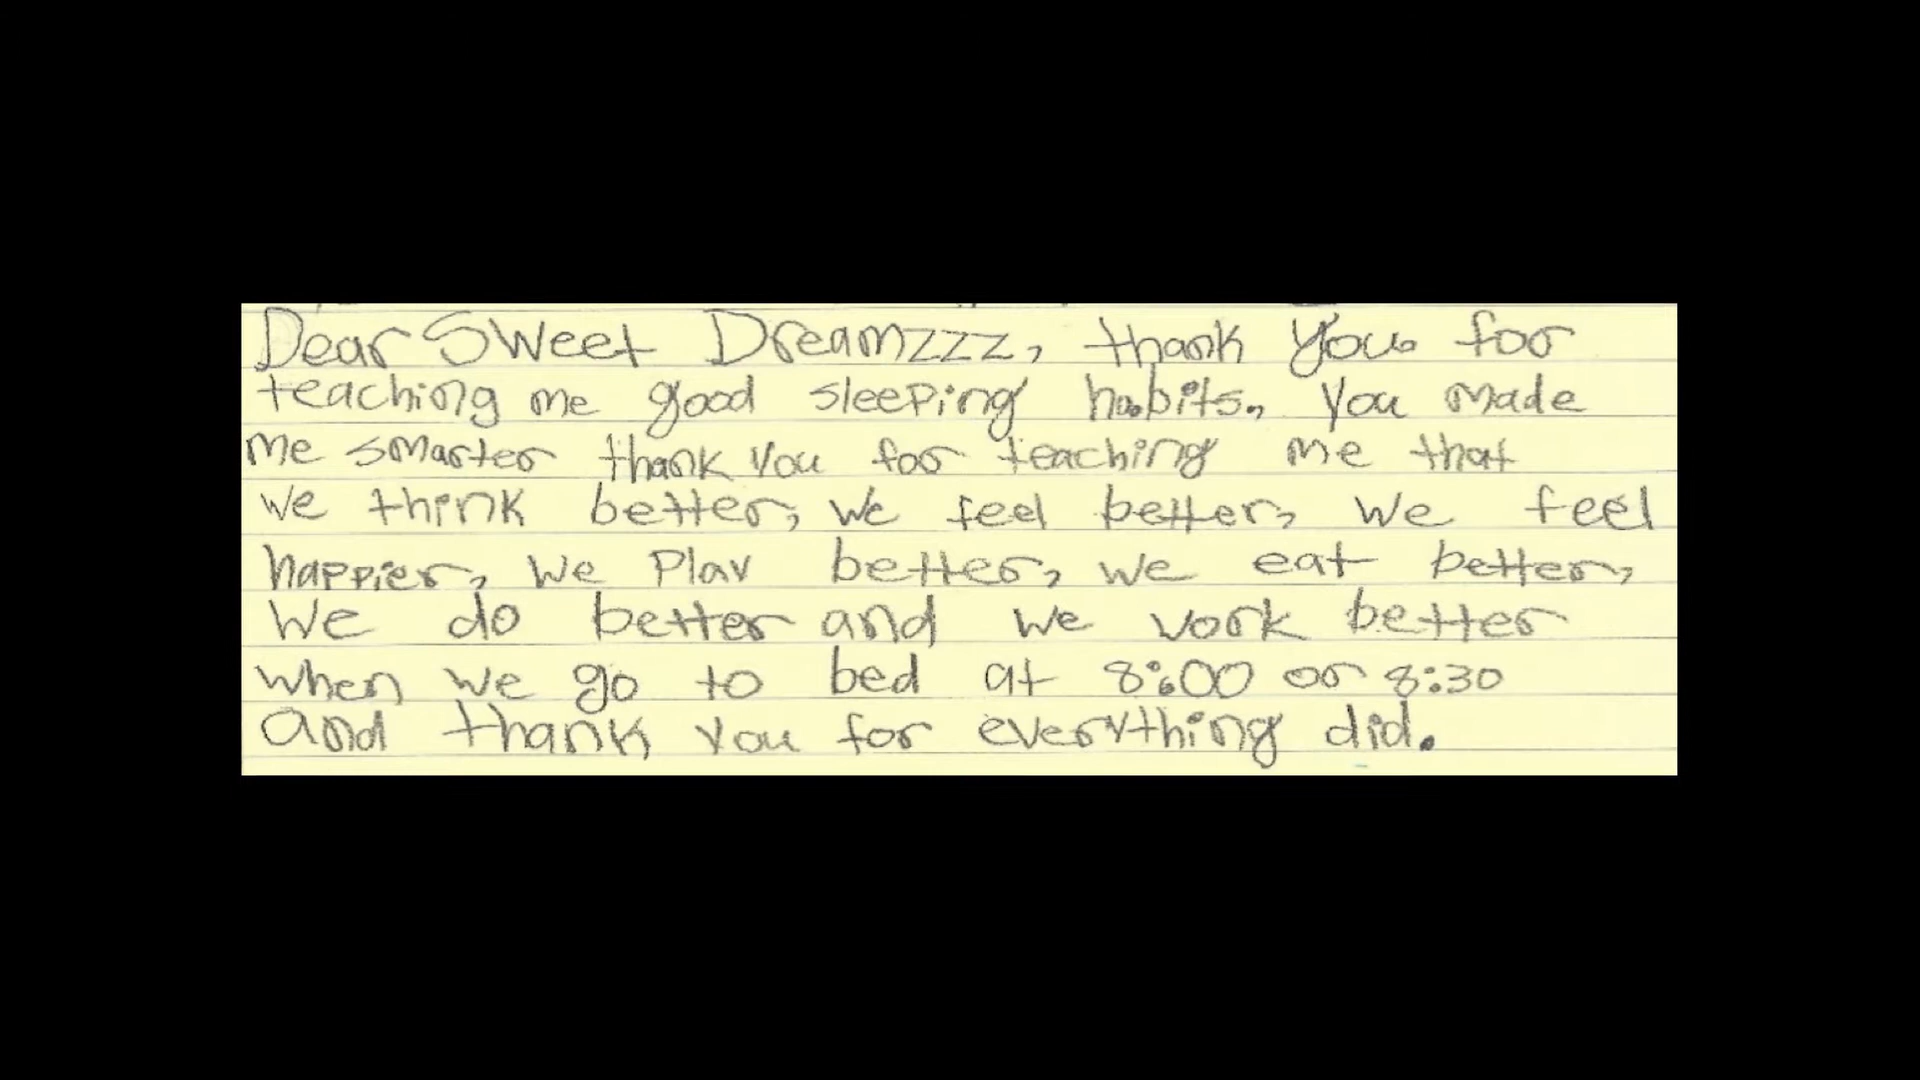 Dear Sweet Dreamzzz, thank you for
teaching me good sleeping habits. You made
me smarter thank you for teaching me that
we think better, we feel better, we feel
happier, we play better, we eat better,
we do better and we work better
when we go to bed at 8:00 or 8:30
and thank you for everything did.